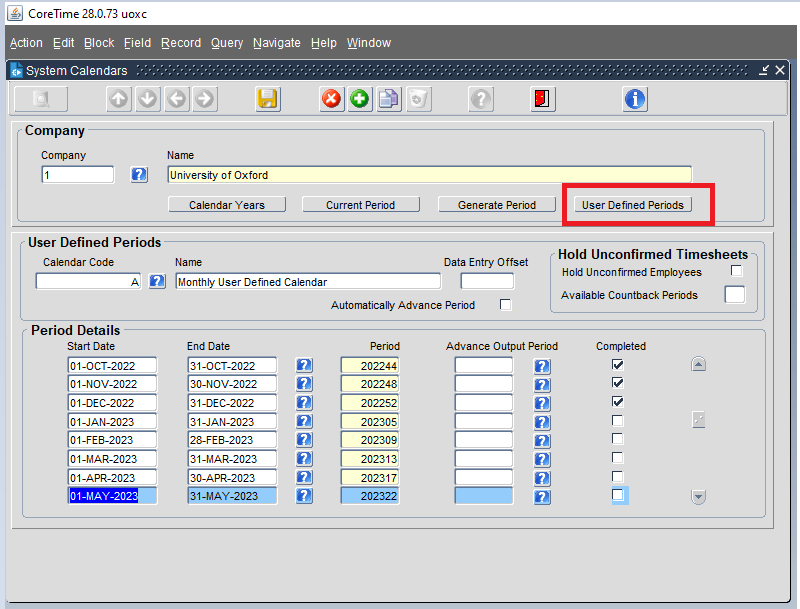 CoreTime 28.0.73 uoxc
Action Edit Block Field Record Query Navigate Help Window
System Calendars
Company
Company Name
1 ? University of Oxford
Calendar Years Current Period Generate Period User Defined Periods
User Defined Periods
Calendar Code Name Data Entry Offset Hold Unconfirmed Timesheets
A ? Monthly User Defined Calendar Hold Unconfirmed Employees
Automatically Advance Period Available Countback Periods
Period Details
Start Date End Date Period Advance Output Period Completed
01-OCT-2022 31-OCT-2022 ? 202244 ?
01-NOV-2022 30-NOV-2022 ? 202248 ?
01-DEC-2022 31-DEC-2022 ? 202252 ?
01-JAN-2023 31-JAN-2023 ? 202305 ?
01-FEB-2023 28-FEB-2023 ? 202309 ?
01-MAR-2023 31-MAR-2023 ? 202313 ?
01-APR-2023 30-APR-2023 ? 202317 ?
01-MAY-2023 31-MAY-2023 ? 202322 ?